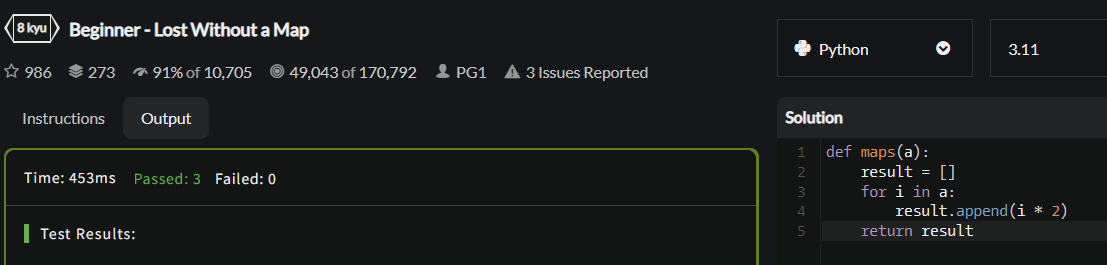 8 kyu Beginner - Lost Without a Map
986 273 91% of 10,705 49,043 of 170,792 PG1 3 Issues Reported
Instructions Output
Time: 453ms Passed: 3 Failed: 0
Test Results:
Python 3.11
Solution
1 def maps(a):
2     result = []
3     for i in a:
4         result.append(i * 2)
5     return result